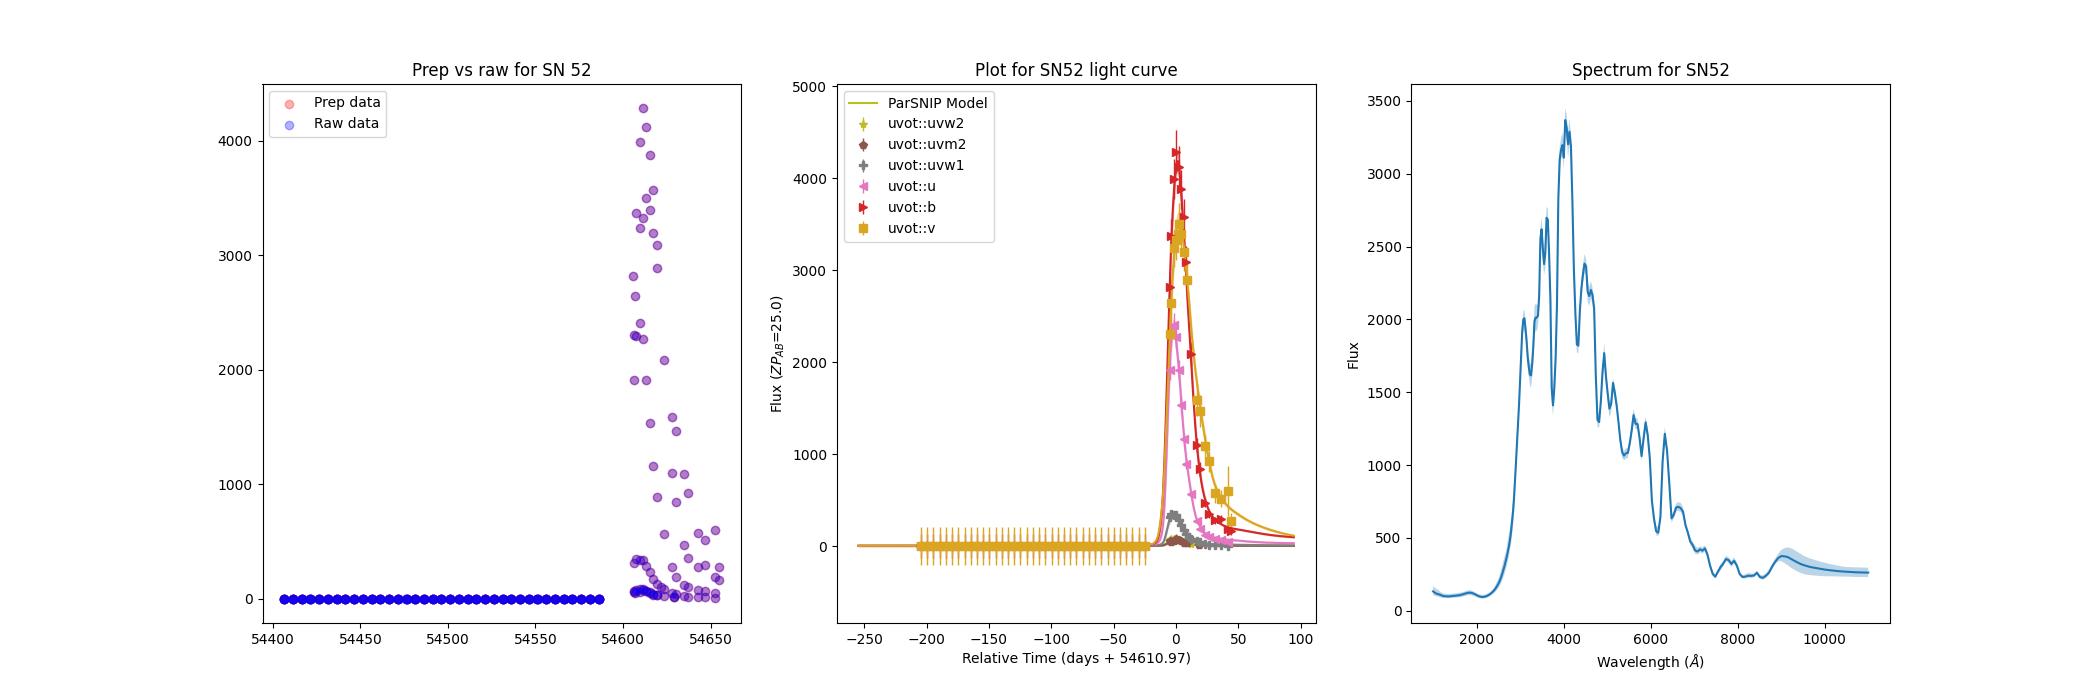 Prep vs raw for SN 52
Prep data
Raw data
4000
3000
2000
1000
0
54400
54450
54500
54550
54600
54650
Plot for SN52 light curve
ParSNIP Model
uvot::uvw2
uvot::uvm2
uvot::uvw1
uvot::u
uvot::b
uvot::v
Flux (ZP_AB=25.0)
5000
4000
3000
2000
1000
0
−250
−200
−150
−100
−50
0
50
100
Relative Time (days + 54610.97)
Spectrum for SN52
Flux
3500
3000
2500
2000
1500
1000
500
0
2000
4000
6000
8000
10000
Wavelength (Å)